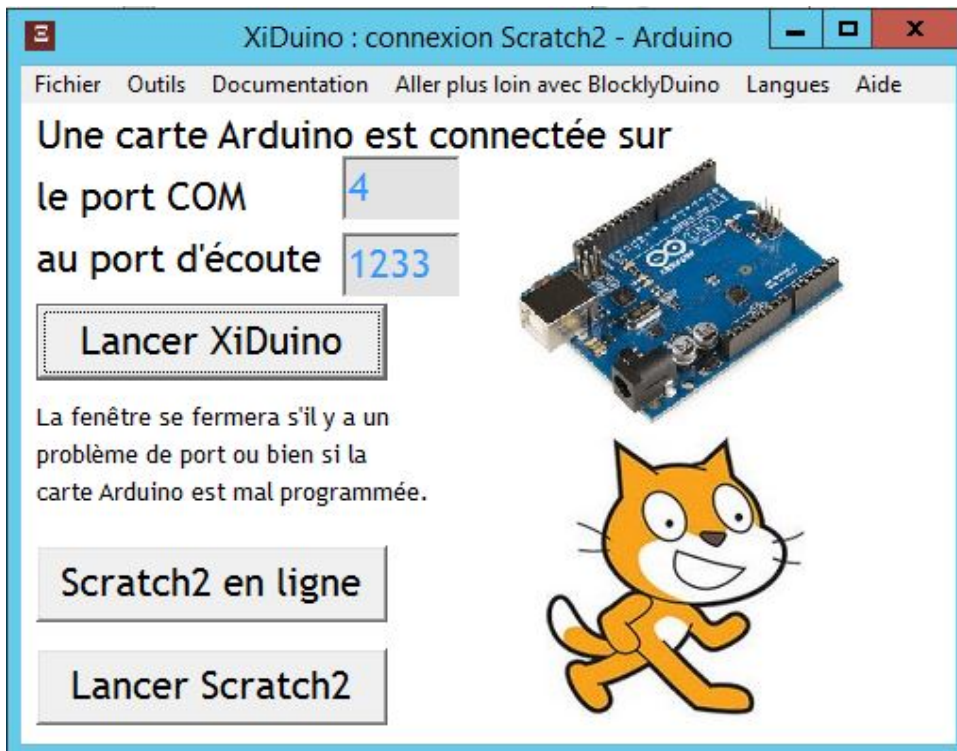 Ξ
XiDuino : connexion Scratch2 - Arduino
Fichier Outils Documentation Aller plus loin avec BlocklyDuino Langues Aide
Une carte Arduino est connectée sur
le port COM 4
au port d'écoute 1233
Lancer XiDuino
La fenêtre se fermera s'il y a un
problème de port ou bien si la
carte Arduino est mal programmée.
Scratch2 en ligne
Lancer Scratch2
UNO
ARDUINO